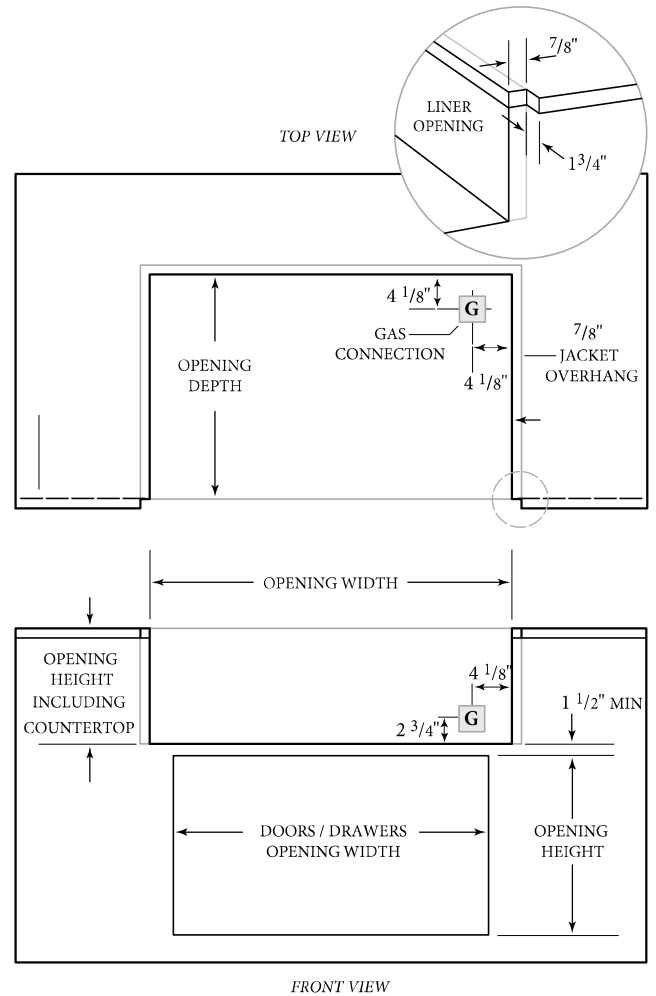 7/8"
LINER
OPENING
TOP VIEW
1 3/4"
4 1/8"
G
GAS
CONNECTION
7/8"
JACKET
OVERHANG
OPENING
DEPTH
4 1/8"
OPENING WIDTH
OPENING
HEIGHT
INCLUDING
COUNTERTOP
4 1/8"
G
2 3/4"
1 1/2" MIN
DOORS / DRAWERS
OPENING WIDTH
OPENING
HEIGHT
FRONT VIEW